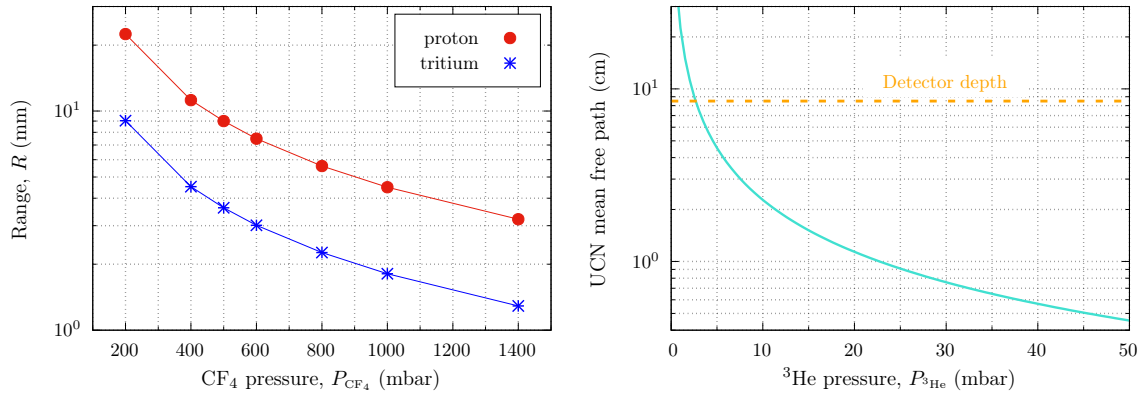 proton
tritium
10¹
10⁰
Range, R (mm)
200 400 600 800 1000 1200 1400
CF₄ pressure, P_CF₄ (mbar)
Detector depth
10¹
10⁰
UCN mean free path (cm)
0 10 20 30 40 50
³He pressure, P_³He (mbar)